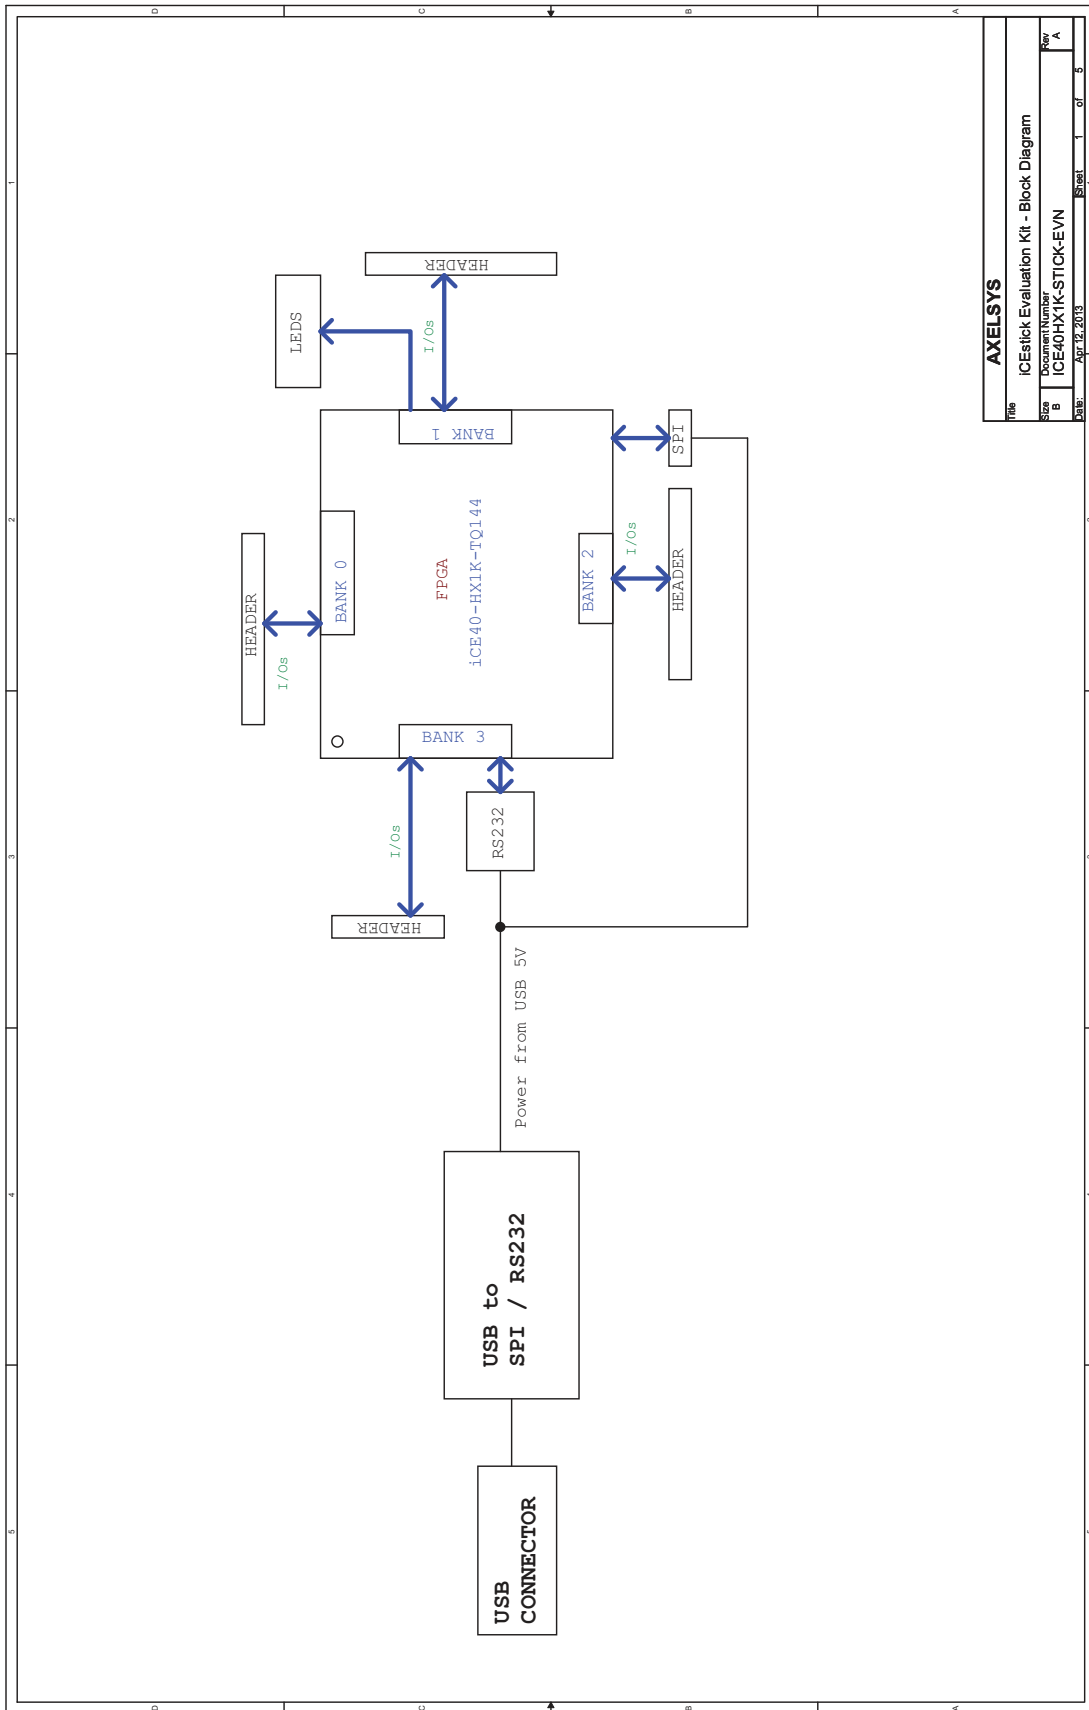 5
4
3
2
1
D
D
C
C
B
B
A
A
HEADER
I/Os
LEDS
BANK 0
I/Os
HEADER
BANK 3
BANK 1
FPGA
iCE40-HX1K-TQ144
I/Os
HEADER
RS232
BANK 2
I/Os
SPI
HEADER
Power from USB 5V
USB to
SPI / RS232
USB
CONNECTOR
AXELSYS
Title
iCEstick Evaluation Kit - Block Diagram
Size
B
Document Number
ICE40HX1K-STICK-EVN
Rev
A
Date:
Apr 12, 2013
Sheet
1
of
5